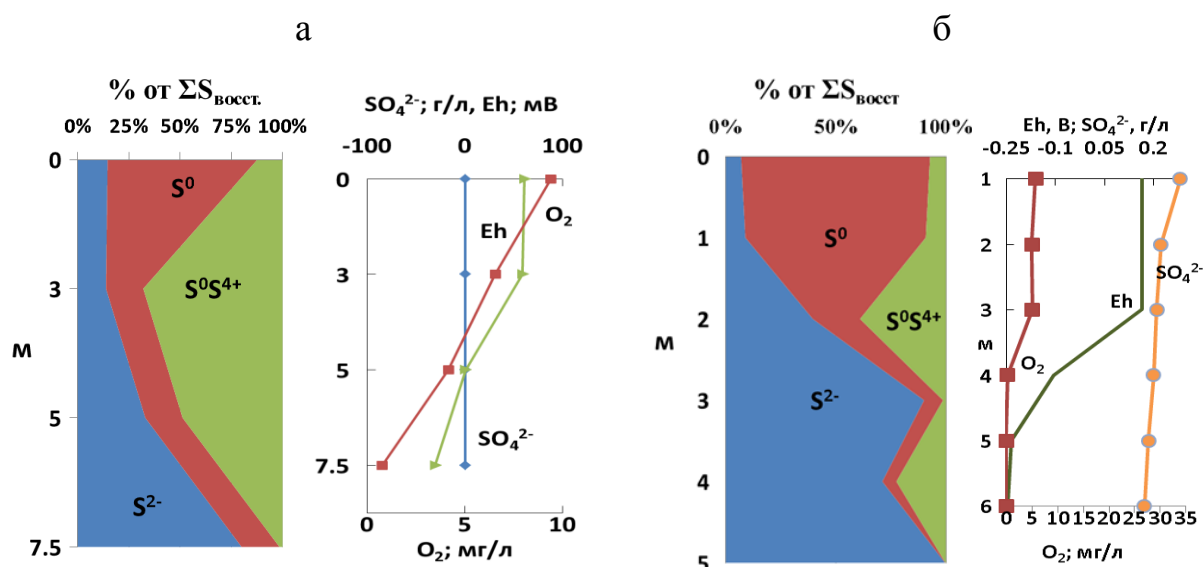 а
% от ΣSвосст.
0% 25% 50% 75% 100%
0
3
м
5
7.5
S⁰
S⁰S⁴⁺
S²⁻
SO₄²⁻; г/л, Eh; мВ
-100 0 100
0
3
5
7.5
Eh
O₂
SO₄²⁻
0 5 10
O₂; мг/л
б
% от ΣSвосст
0% 50% 100%
0
1
2
м
3
4
5
S⁰
S⁰S⁴⁺
S²⁻
Eh, В; SO₄²⁻, г/л
-0.25 -0.1 0.05 0.2
1
2
3
м
4
5
6
SO₄²⁻
Eh
O₂
0 5 10 15 20 25 30 35
O₂; мг/л